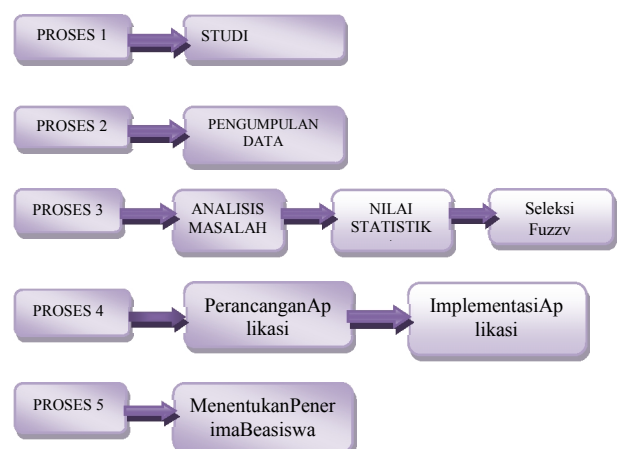 PROSES 1
STUDI
PROSES 2
PENGUMPULAN
DATA
PROSES 3
ANALISIS
MASALAH
NILAI
STATISTIK
Seleksi
Fuzzv
PROSES 4
PerancanganAp
likasi
ImplementasiAp
likasi
PROSES 5
MenentukanPener
imaBeasiswa